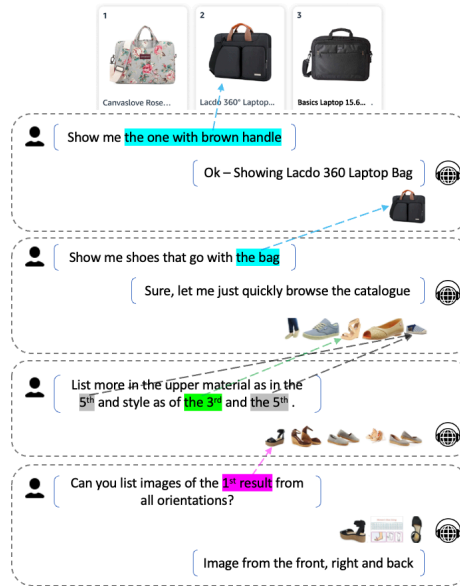 1
2
3
Canvaslove Rose...
Lacdo 360° Laptop...
Basics Laptop 15.6... .
Show me the one with brown handle
Ok – Showing Lacdo 360 Laptop Bag
Show me shoes that go with the bag
Sure, let me just quickly browse the catalogue
List more in the upper material as in the
5th and style as of the 3rd and the 5th .
Can you list images of the 1st result from
all orientations?
Image from the front, right and back